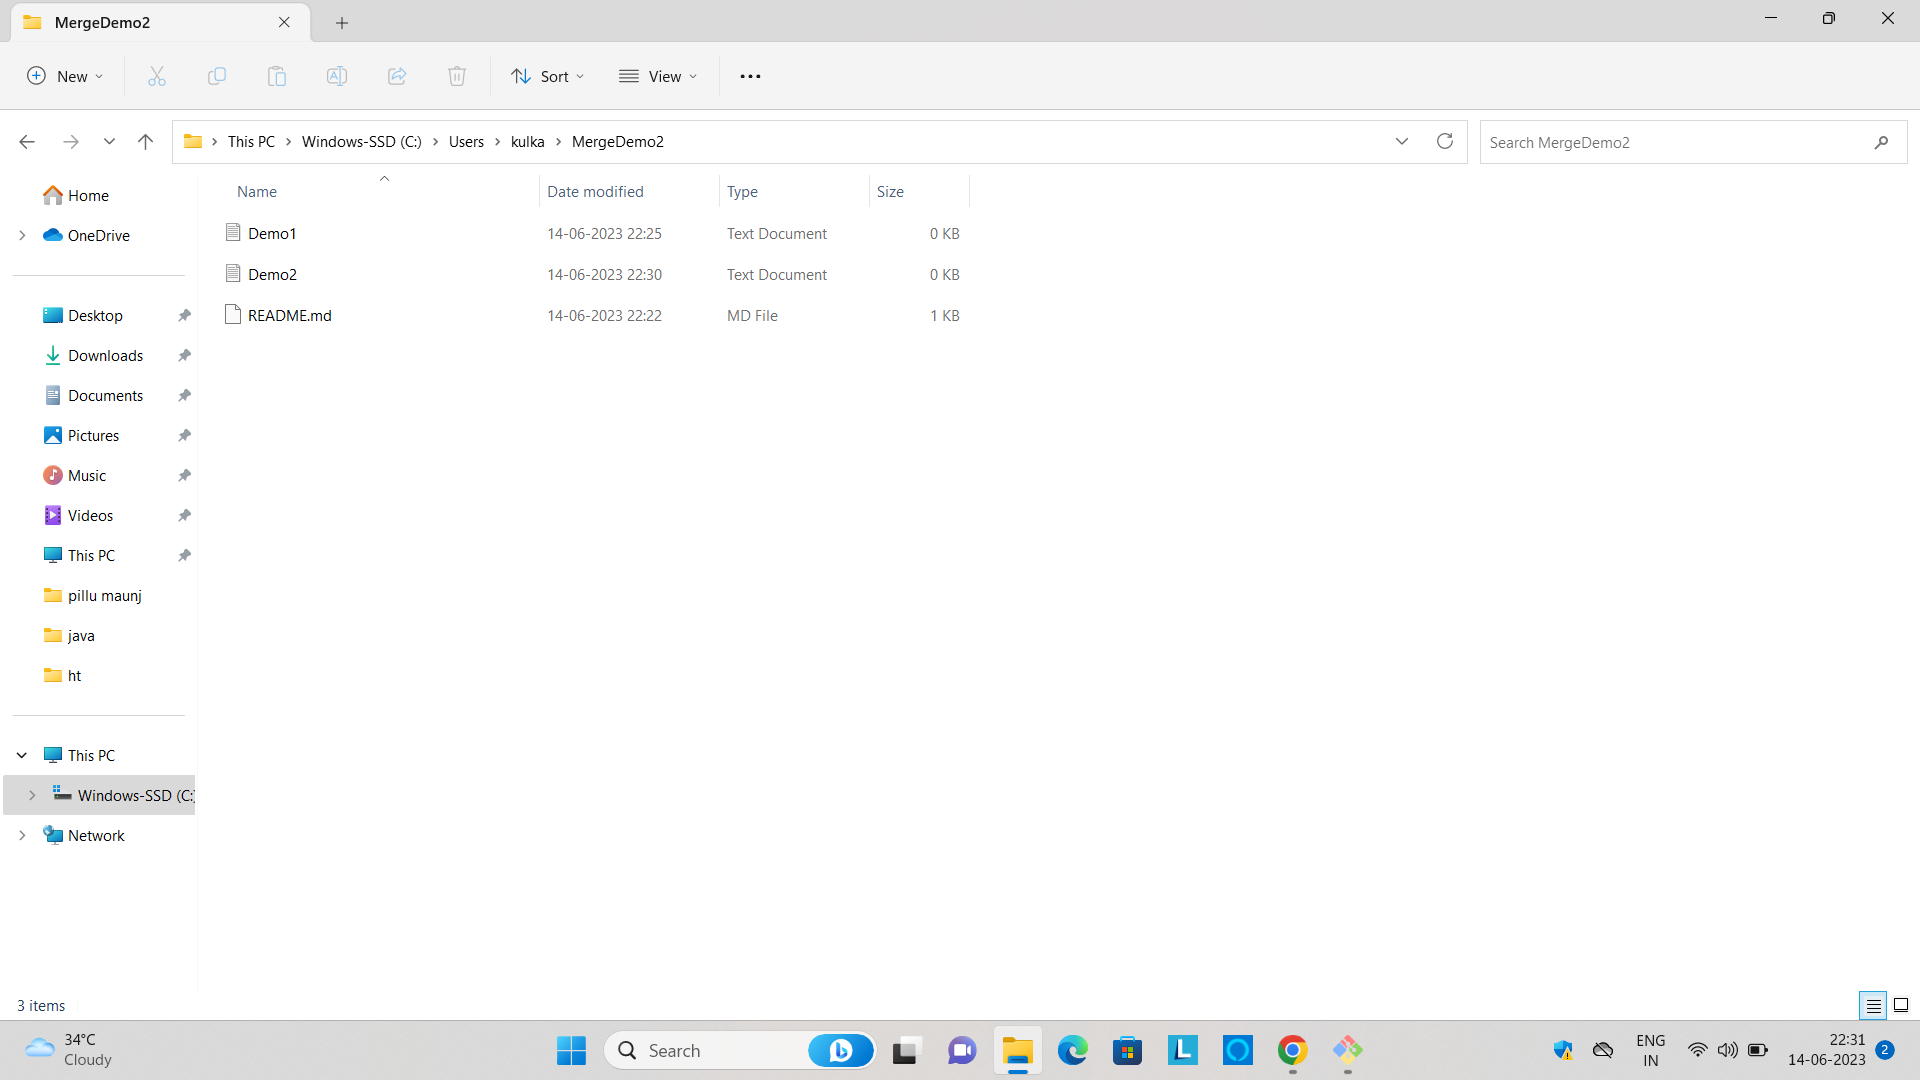 MergeDemo2
New
Sort
View
This PC
Windows-SSD (C:)
Users
kulka
MergeDemo2
Search MergeDemo2
Home
OneDrive
Desktop
Downloads
Documents
Pictures
Music
Videos
This PC
pillu maunj
java
ht
This PC
Windows-SSD (C:
Network
Name Date modified Type Size
Demo1 14-06-2023 22:25 Text Document 0 KB
Demo2 14-06-2023 22:30 Text Document 0 KB
README.md 14-06-2023 22:22 MD File 1 KB
3 items
34°C
Cloudy
Search
ENG
IN
22:31
14-06-2023
2